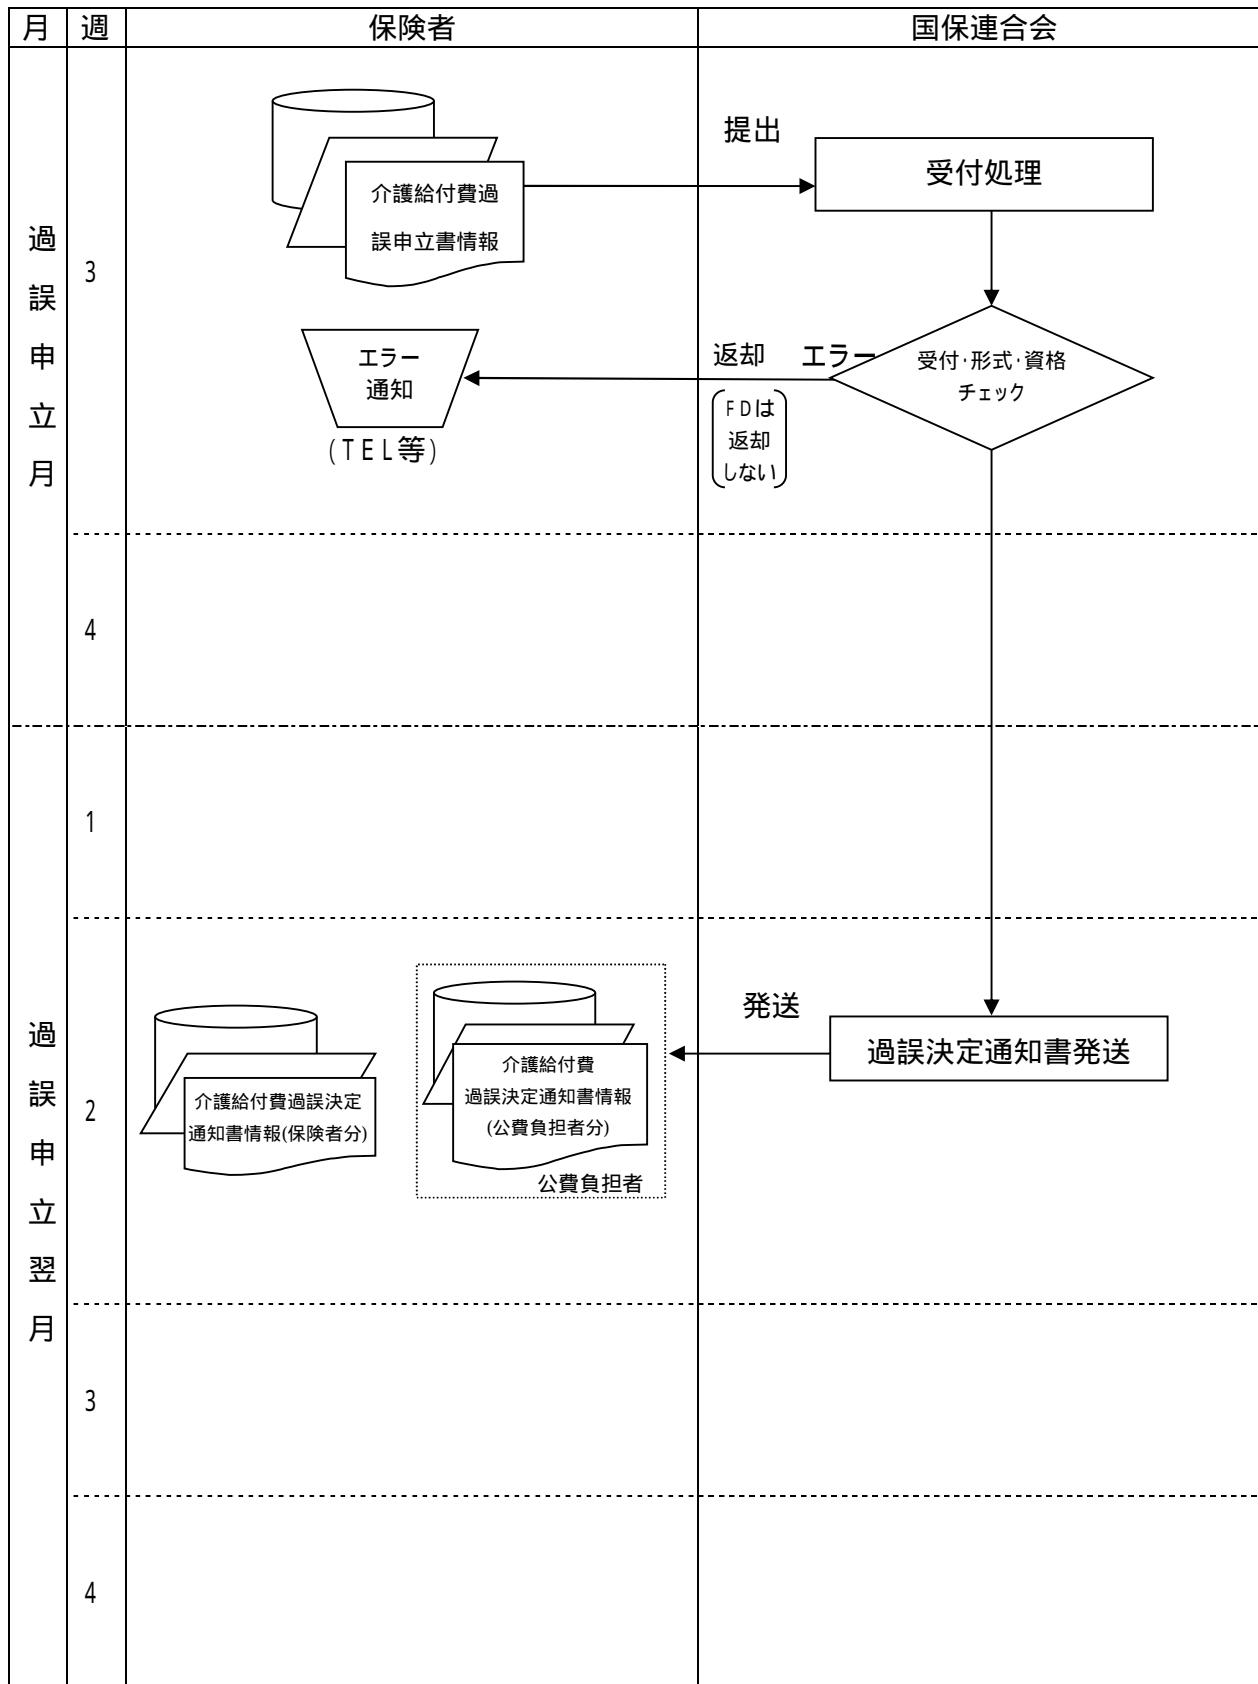 月 週 保険者 国保連合会
過誤申立月
3
介護給付費過
誤申立書情報
提出
受付処理
エラー
通知
(TEL等)
返却 エラー
FDは
返却
しない
受付・形式・資格
チェック
4
過誤申立翌月
1
2
介護給付費過誤決定
通知書情報(保険者分)
介護給付費
過誤決定通知書情報
(公費負担者分)
公費負担者
発送
過誤決定通知書発送
3
4